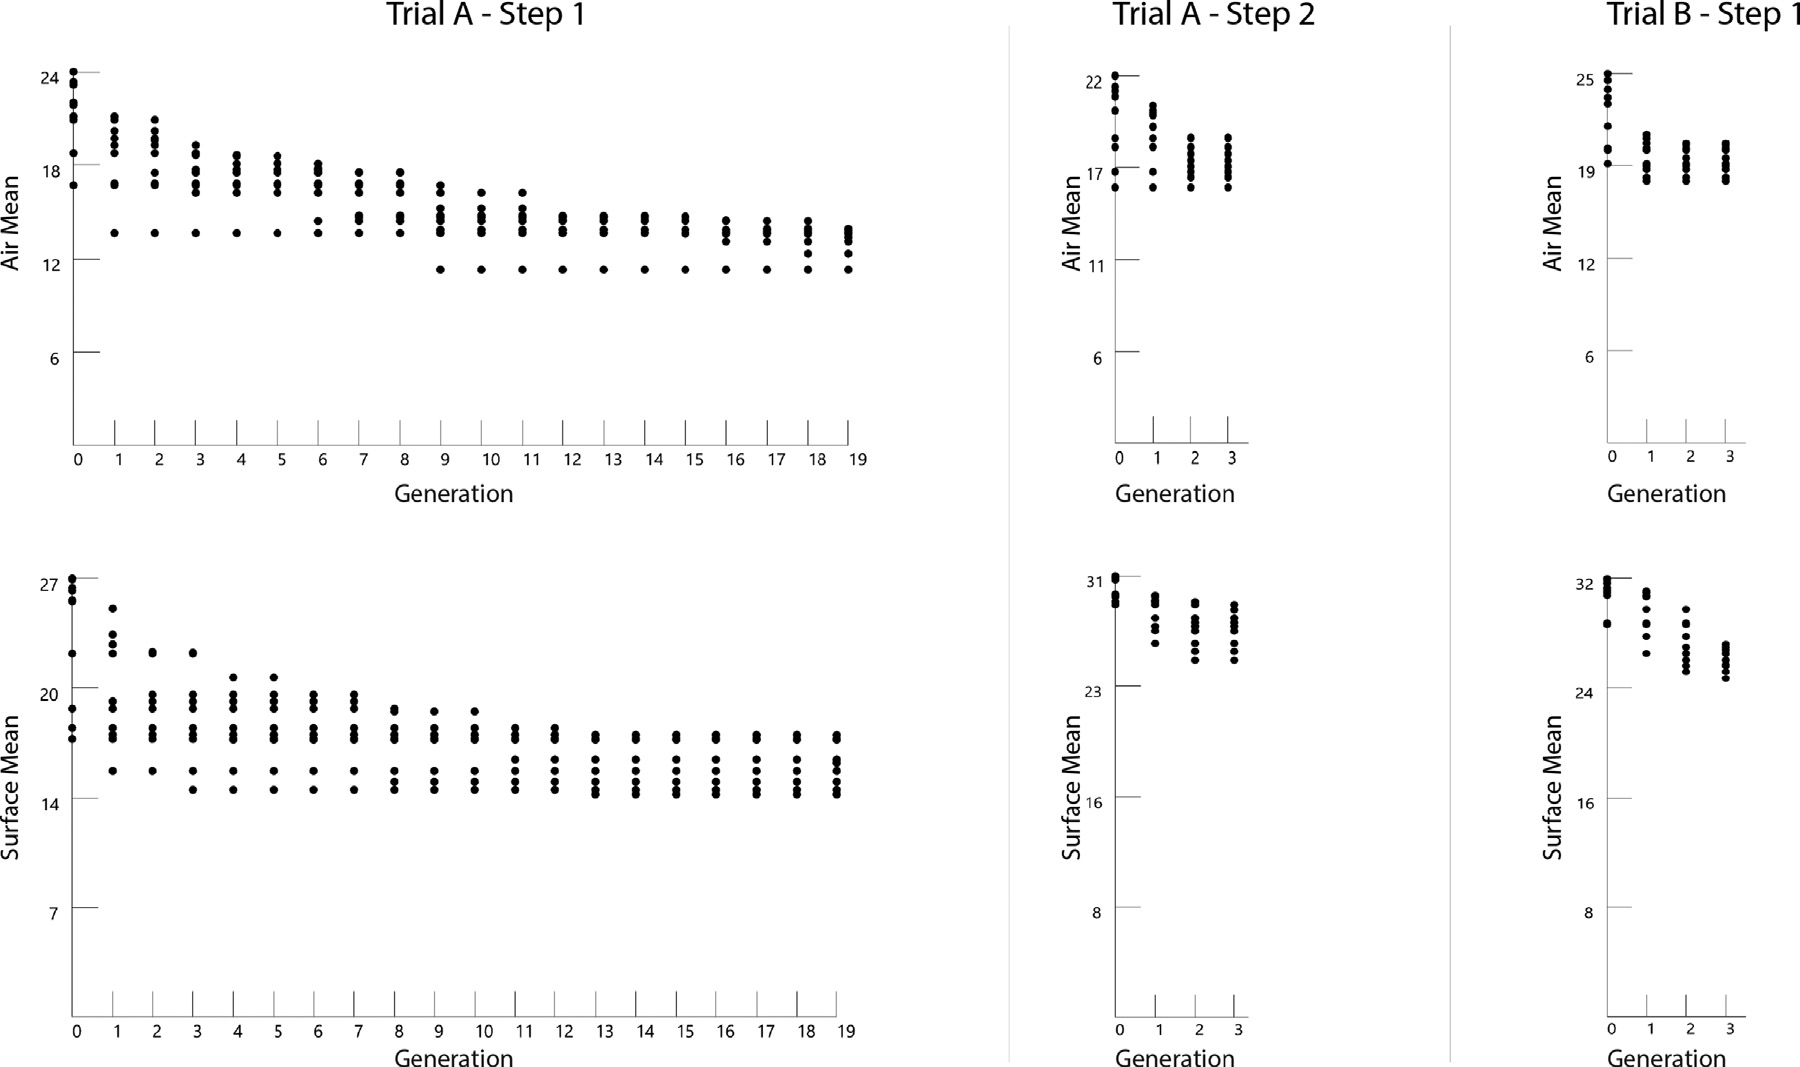 Trial A - Step 1
Trial A - Step 2
Trial B - Step 1
24
18
12
6
Air Mean
0 1 2 3 4 5 6 7 8 9 10 11 12 13 14 15 16 17 18 19
Generation
22
17
11
6
Air Mean
0 1 2 3
Generation
25
19
12
6
Air Mean
0 1 2 3
Generation
27
20
14
7
Surface Mean
0 1 2 3 4 5 6 7 8 9 10 11 12 13 14 15 16 17 18 19
Generation
31
23
16
8
Surface Mean
0 1 2 3
Generation
32
24
16
8
Surface Mean
0 1 2 3
Generation